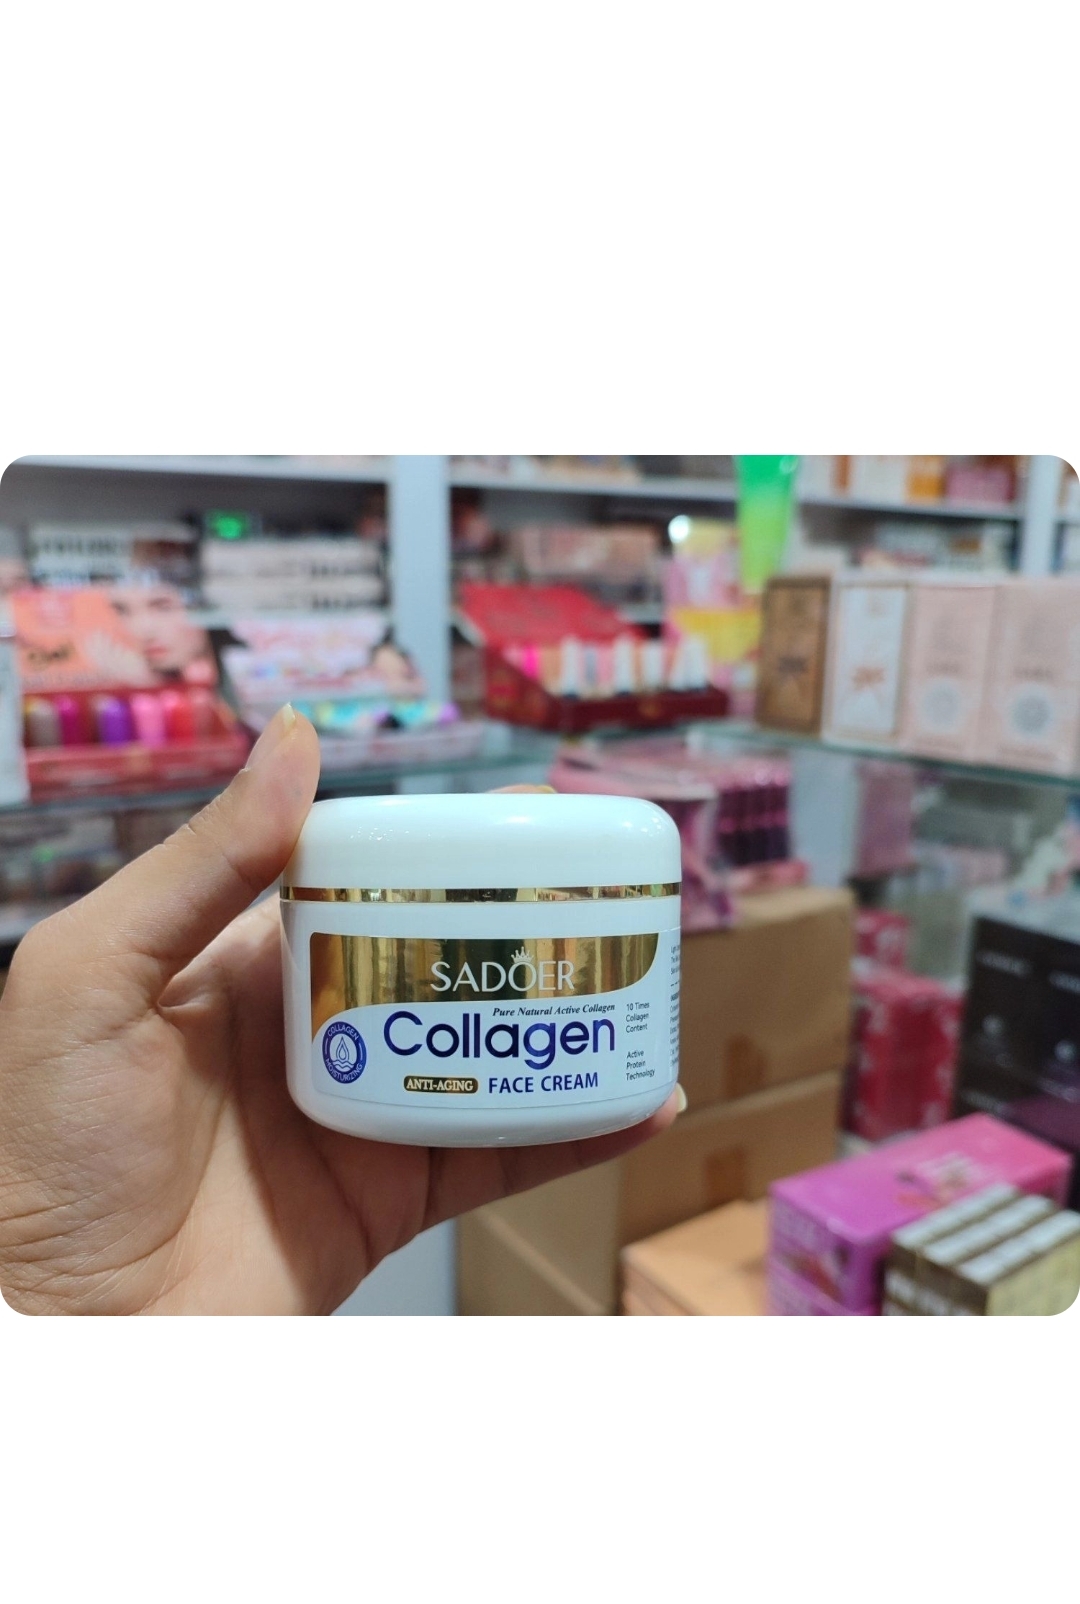 SADOER
Pure Natural Active Collagen
Collagen
ANTI-AGING FACE CREAM
COLLAGEN
MOISTURIZING
10 Times
Collagen
Content
Active
Protein
Technology